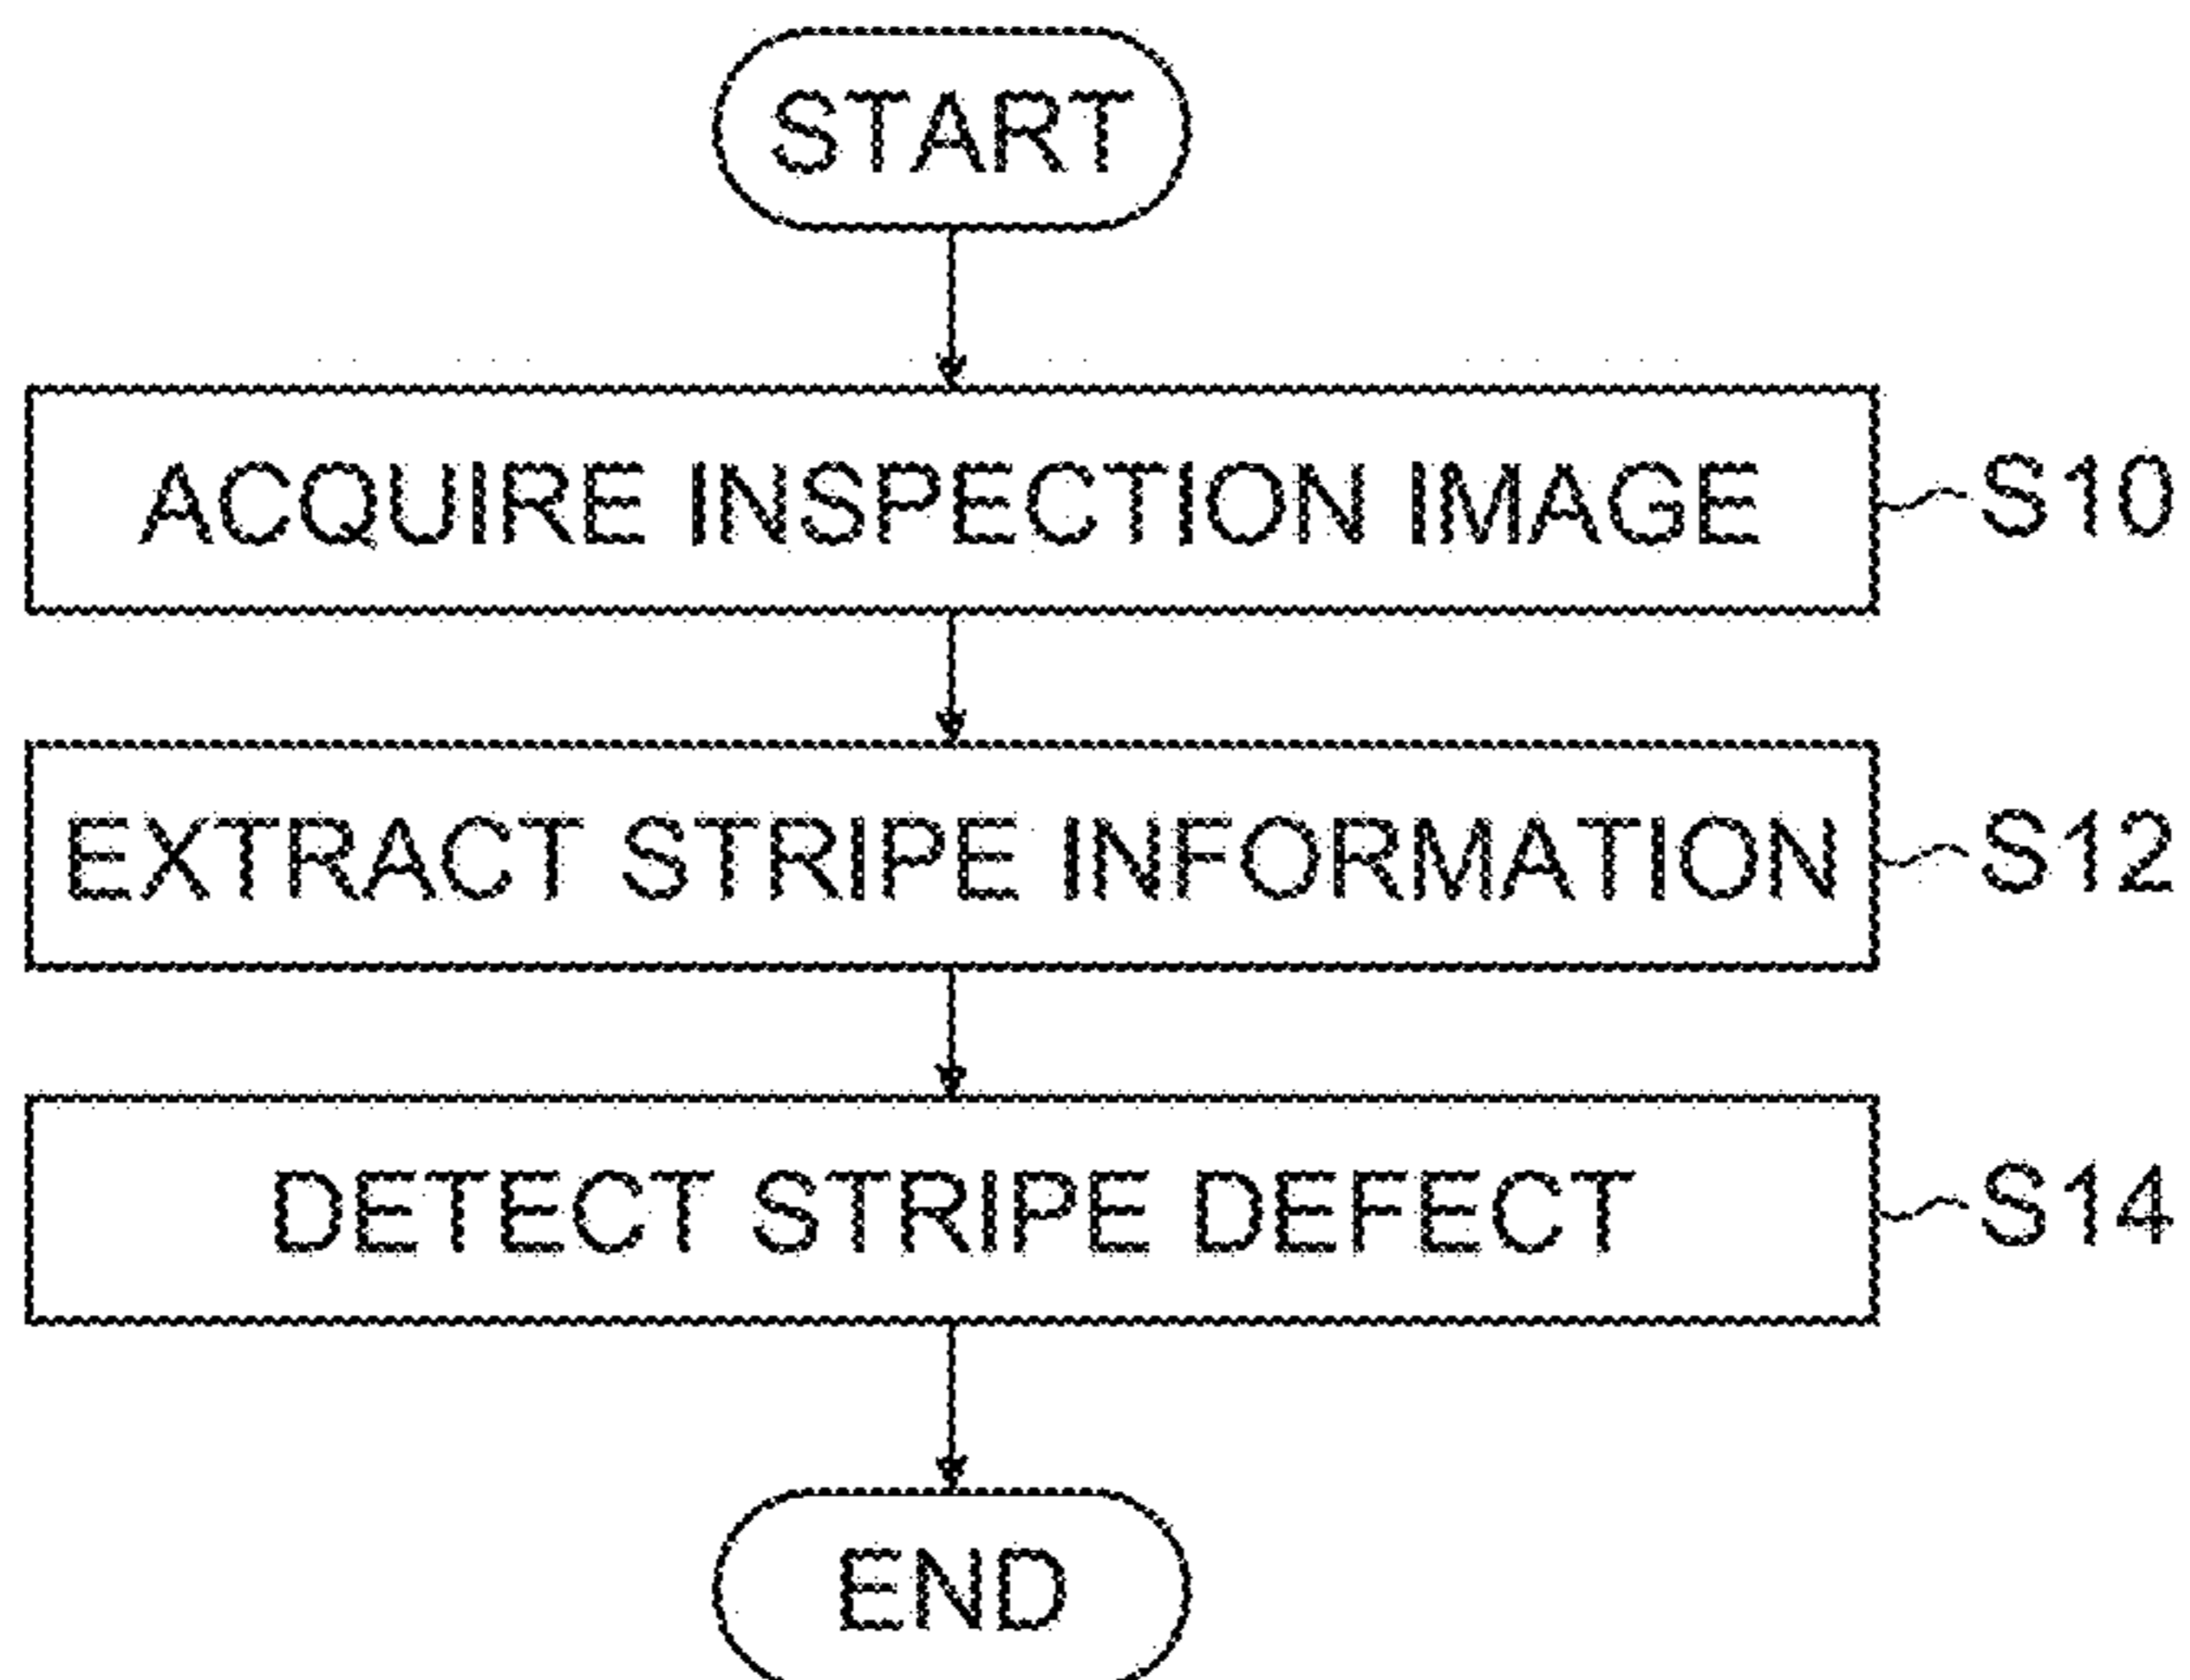 START
ACQUIRE INSPECTION IMAGE S10
EXTRACT STRIPE INFORMATION S12
DETECT STRIPE DEFECT S14
END